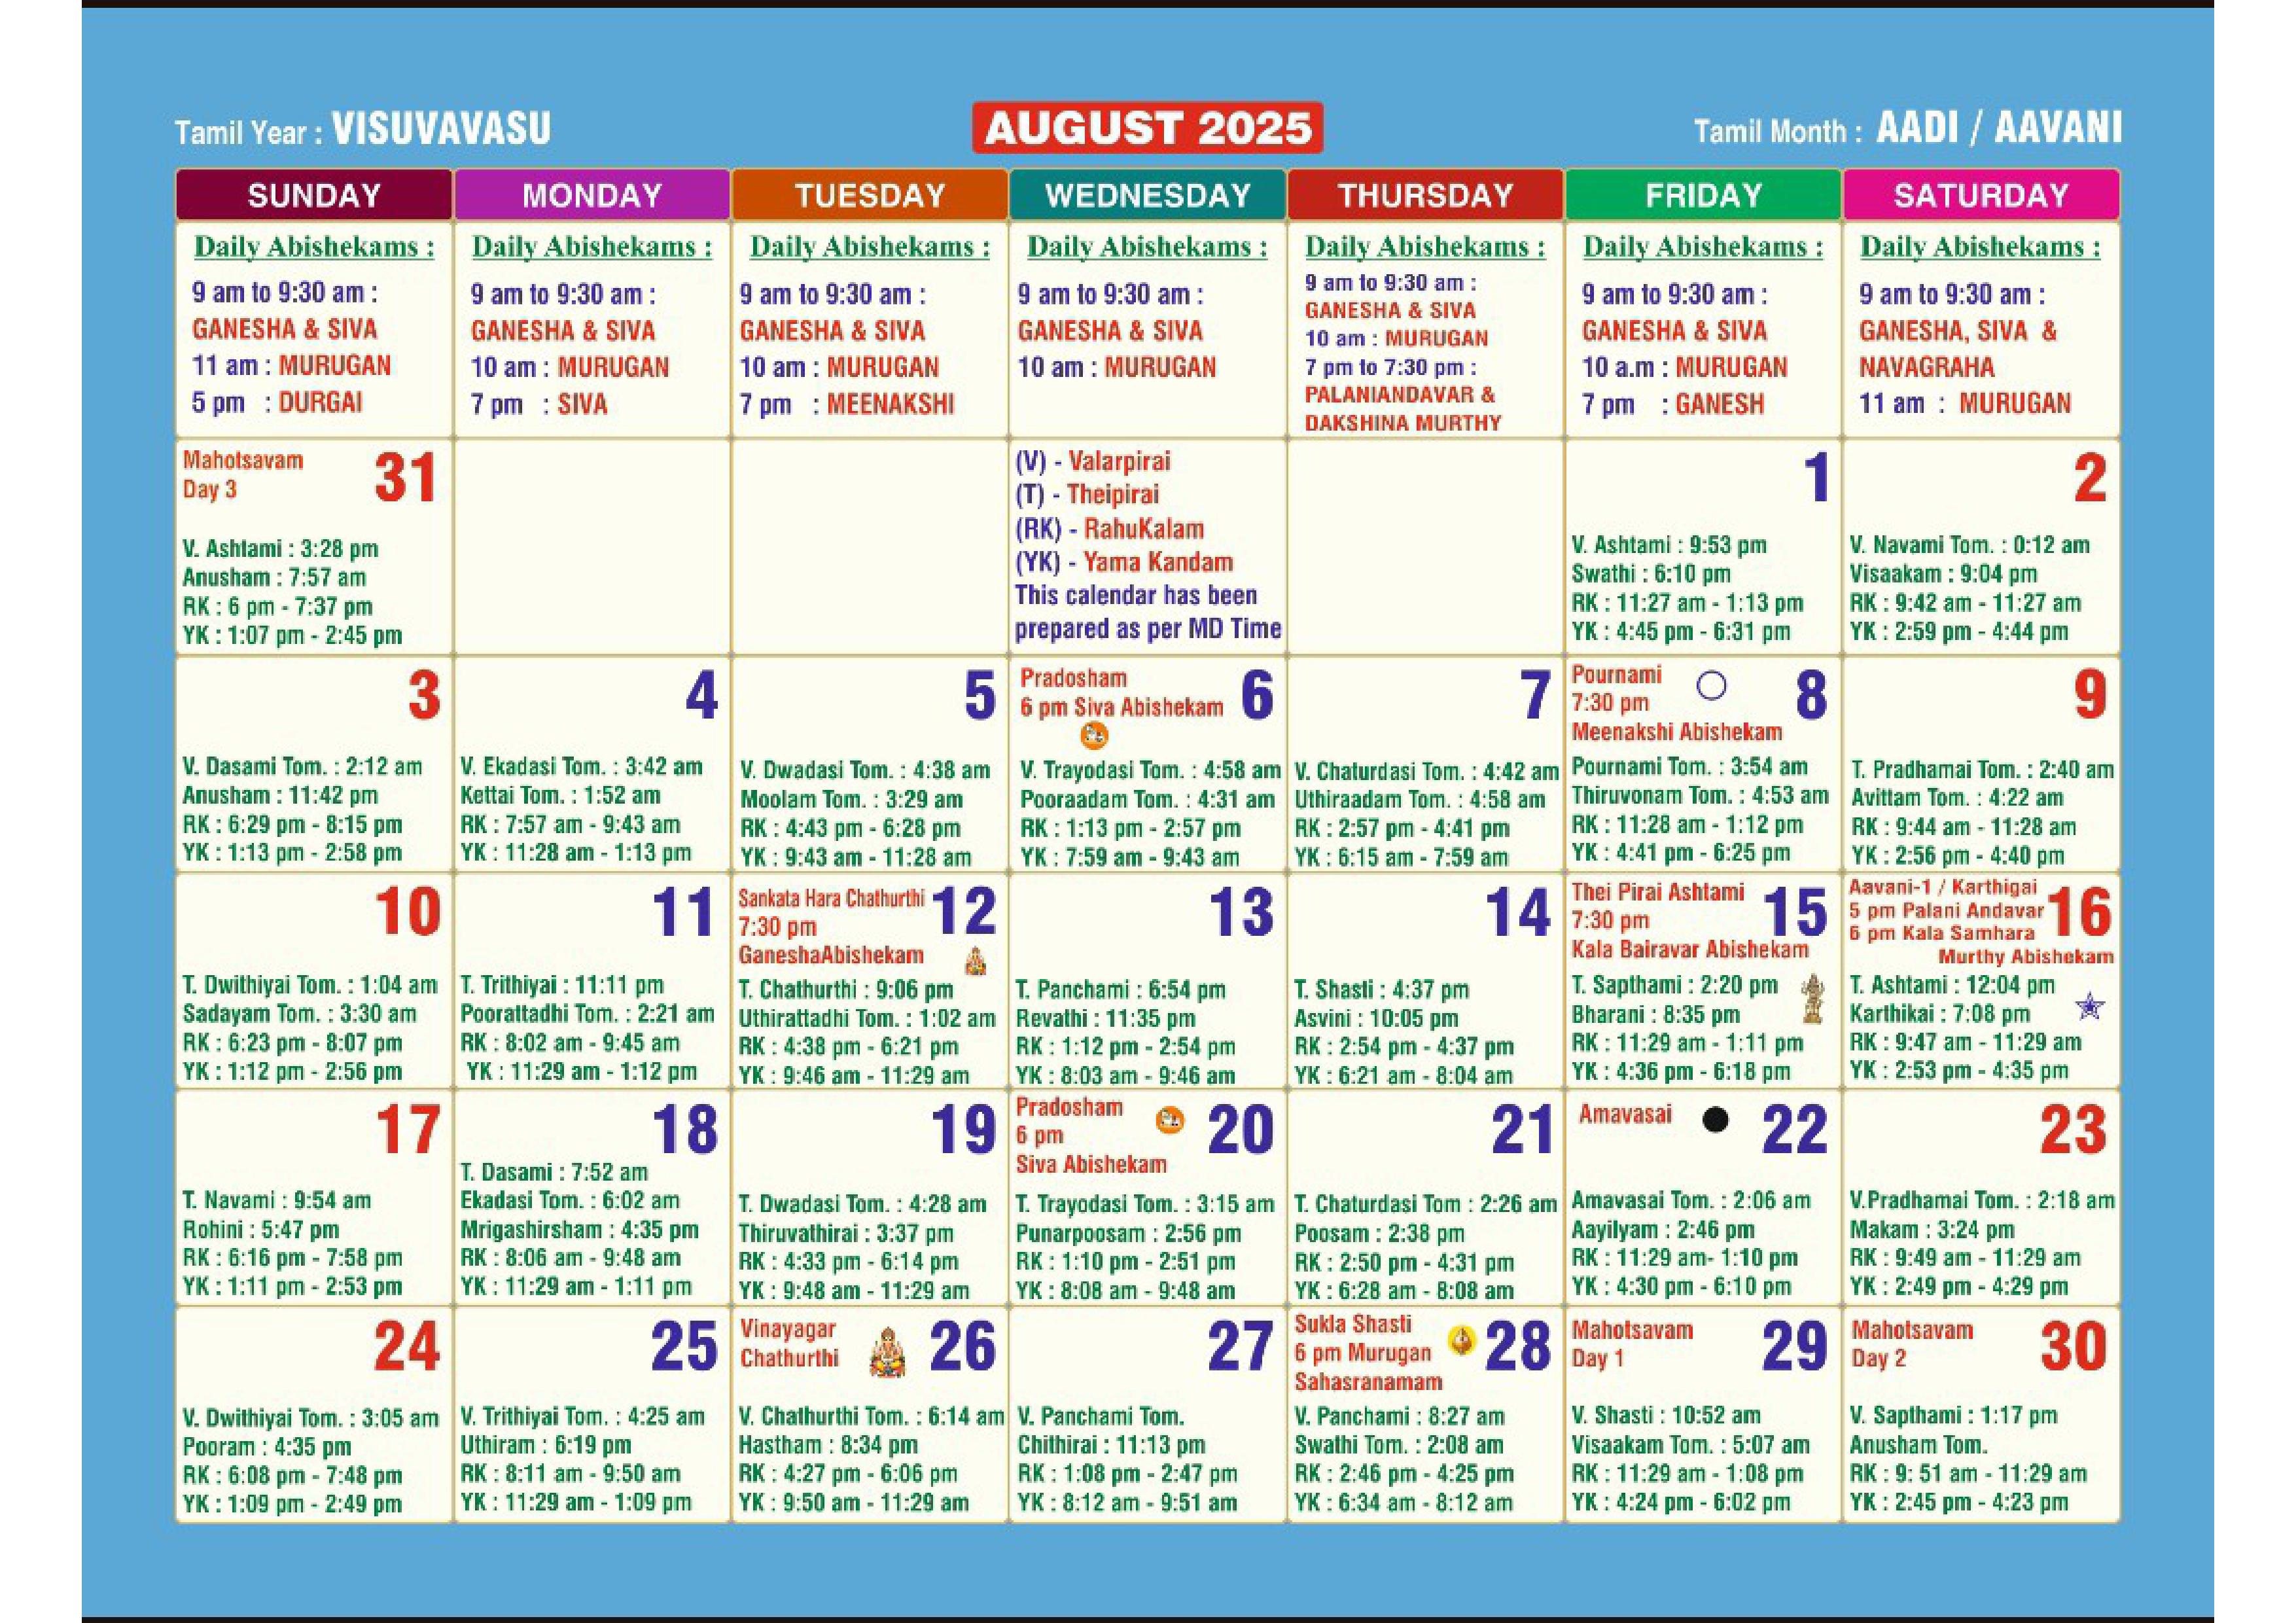 Tamil Year : VISUVAVASU
AUGUST 2025
Tamil Month : AADI / AAVANI
SUNDAY
MONDAY
TUESDAY
WEDNESDAY
THURSDAY
FRIDAY
SATURDAY
Daily Abishekams :
9 am to 9:30 am :
GANESHA & SIVA
11 am : MURUGAN
5 pm : DURGAI
Daily Abishekams :
9 am to 9:30 am :
GANESHA & SIVA
10 am : MURUGAN
7 pm : SIVA
Daily Abishekams :
9 am to 9:30 am :
GANESHA & SIVA
10 am : MURUGAN
7 pm : MEENAKSHI
Daily Abishekams :
9 am to 9:30 am :
GANESHA & SIVA
10 am : MURUGAN
Daily Abishekams :
9 am to 9:30 am :
GANESHA & SIVA
10 am : MURUGAN
7 pm to 7:30 pm :
PALANIANDAVAR &
DAKSHINA MURTHY
Daily Abishekams :
9 am to 9:30 am :
GANESHA & SIVA
10 a.m : MURUGAN
7 pm : GANESH
Daily Abishekams :
9 am to 9:30 am :
GANESHA, SIVA &
NAVAGRAHA
11 am : MURUGAN
Mahotsavam
Day 3
31
V. Ashtami : 3:28 pm
Anusham : 7:57 am
RK : 6 pm - 7:37 pm
YK : 1:07 pm - 2:45 pm
(V) - Valarpirai
(T) - Theipirai
(RK) - RahuKalam
(YK) - Yama Kandam
This calendar has been
prepared as per MD Time
1
V. Ashtami : 9:53 pm
Swathi : 6:10 pm
RK : 11:27 am - 1:13 pm
YK : 4:45 pm - 6:31 pm
2
V. Navami Tom. : 0:12 am
Visaakam : 9:04 pm
RK : 9:42 am - 11:27 am
YK : 2:59 pm - 4:44 pm
3
V. Dasami Tom. : 2:12 am
Anusham : 11:42 pm
RK : 6:29 pm - 8:15 pm
YK : 1:13 pm - 2:58 pm
4
V. Ekadasi Tom. : 3:42 am
Kettai Tom. : 1:52 am
RK : 7:57 am - 9:43 am
YK : 11:28 am - 1:13 pm
5
V. Dwadasi Tom. : 4:38 am
Moolam Tom. : 3:29 am
RK : 4:43 pm - 6:28 pm
YK : 9:43 am - 11:28 am
Pradosham
6 pm Siva Abishekam
6
V. Trayodasi Tom. : 4:58 am
Pooraadam Tom. : 4:31 am
RK : 1:13 pm - 2:57 pm
YK : 7:59 am - 9:43 am
7
V. Chaturdasi Tom. : 4:42 am
Uthiraadam Tom. : 4:58 am
RK : 2:57 pm - 4:41 pm
YK : 6:15 am - 7:59 am
Pournami
7:30 pm
8
Meenakshi Abishekam
Pournami Tom. : 3:54 am
Thiruvonam Tom. : 4:53 am
RK : 11:28 am - 1:12 pm
YK : 4:41 pm - 6:25 pm
9
T. Pradhamai Tom. : 2:40 am
Avittam Tom. : 4:22 am
RK : 9:44 am - 11:28 am
YK : 2:56 pm - 4:40 pm
10
T. Dwithiyai Tom. : 1:04 am
Sadayam Tom. : 3:30 am
RK : 6:23 pm - 8:07 pm
YK : 1:12 pm - 2:56 pm
11
T. Trithiyai : 11:11 pm
Poorattadhi Tom. : 2:21 am
RK : 8:02 am - 9:45 am
YK : 11:29 am - 1:12 pm
Sankata Hara Chathurthi
7:30 pm
12
GaneshaAbishekam
T. Chathurthi : 9:06 pm
Uthirattadhi Tom. : 1:02 am
RK : 4:38 pm - 6:21 pm
YK : 9:46 am - 11:29 am
13
T. Panchami : 6:54 pm
Revathi : 11:35 pm
RK : 1:12 pm - 2:54 pm
YK : 8:03 am - 9:46 am
14
T. Shasti : 4:37 pm
Asvini : 10:05 pm
RK : 2:54 pm - 4:37 pm
YK : 6:21 am - 8:04 am
Thei Pirai Ashtami
7:30 pm
15
Kala Bairavar Abishekam
T. Sapthami : 2:20 pm
Bharani : 8:35 pm
RK : 11:29 am - 1:11 pm
YK : 4:36 pm - 6:18 pm
Aavani-1 / Karthigai
5 pm Palani Andavar
16
6 pm Kala Samhara
Murthy Abishekam
T. Ashtami : 12:04 pm
Karthikai : 7:08 pm
RK : 9:47 am - 11:29 am
YK : 2:53 pm - 4:35 pm
17
T. Navami : 9:54 am
Rohini : 5:47 pm
RK : 6:16 pm - 7:58 pm
YK : 1:11 pm - 2:53 pm
18
T. Dasami : 7:52 am
Ekadasi Tom. : 6:02 am
Mrigashirsham : 4:35 pm
RK : 8:06 am - 9:48 am
YK : 11:29 am - 1:11 pm
19
T. Dwadasi Tom. : 4:28 am
Thiruvathirai : 3:37 pm
RK : 4:33 pm - 6:14 pm
YK : 9:48 am - 11:29 am
Pradosham
6 pm
20
Siva Abishekam
T. Trayodasi Tom. : 3:15 am
Punarpoosam : 2:56 pm
RK : 1:10 pm - 2:51 pm
YK : 8:08 am - 9:48 am
21
T. Chaturdasi Tom : 2:26 am
Poosam : 2:38 pm
RK : 2:50 pm - 4:31 pm
YK : 6:28 am - 8:08 am
Amavasai
22
Amavasai Tom. : 2:06 am
Aayilyam : 2:46 pm
RK : 11:29 am- 1:10 pm
YK : 4:30 pm - 6:10 pm
23
V.Pradhamai Tom. : 2:18 am
Makam : 3:24 pm
RK : 9:49 am - 11:29 am
YK : 2:49 pm - 4:29 pm
24
V. Dwithiyai Tom. : 3:05 am
Pooram : 4:35 pm
RK : 6:08 pm - 7:48 pm
YK : 1:09 pm - 2:49 pm
25
V. Trithiyai Tom. : 4:25 am
Uthiram : 6:19 pm
RK : 8:11 am - 9:50 am
YK : 11:29 am - 1:09 pm
Vinayagar
Chathurthi
26
V. Chathurthi Tom. : 6:14 am
Hastham : 8:34 pm
RK : 4:27 pm - 6:06 pm
YK : 9:50 am - 11:29 am
27
V. Panchami Tom.
Chithirai : 11:13 pm
RK : 1:08 pm - 2:47 pm
YK : 8:12 am - 9:51 am
Sukla Shasti
6 pm Murugan
28
Sahasranamam
V. Panchami : 8:27 am
Swathi Tom. : 2:08 am
RK : 2:46 pm - 4:25 pm
YK : 6:34 am - 8:12 am
Mahotsavam
Day 1
29
V. Shasti : 10:52 am
Visaakam Tom. : 5:07 am
RK : 11:29 am - 1:08 pm
YK : 4:24 pm - 6:02 pm
Mahotsavam
Day 2
30
V. Sapthami : 1:17 pm
Anusham Tom.
RK : 9: 51 am - 11:29 am
YK : 2:45 pm - 4:23 pm